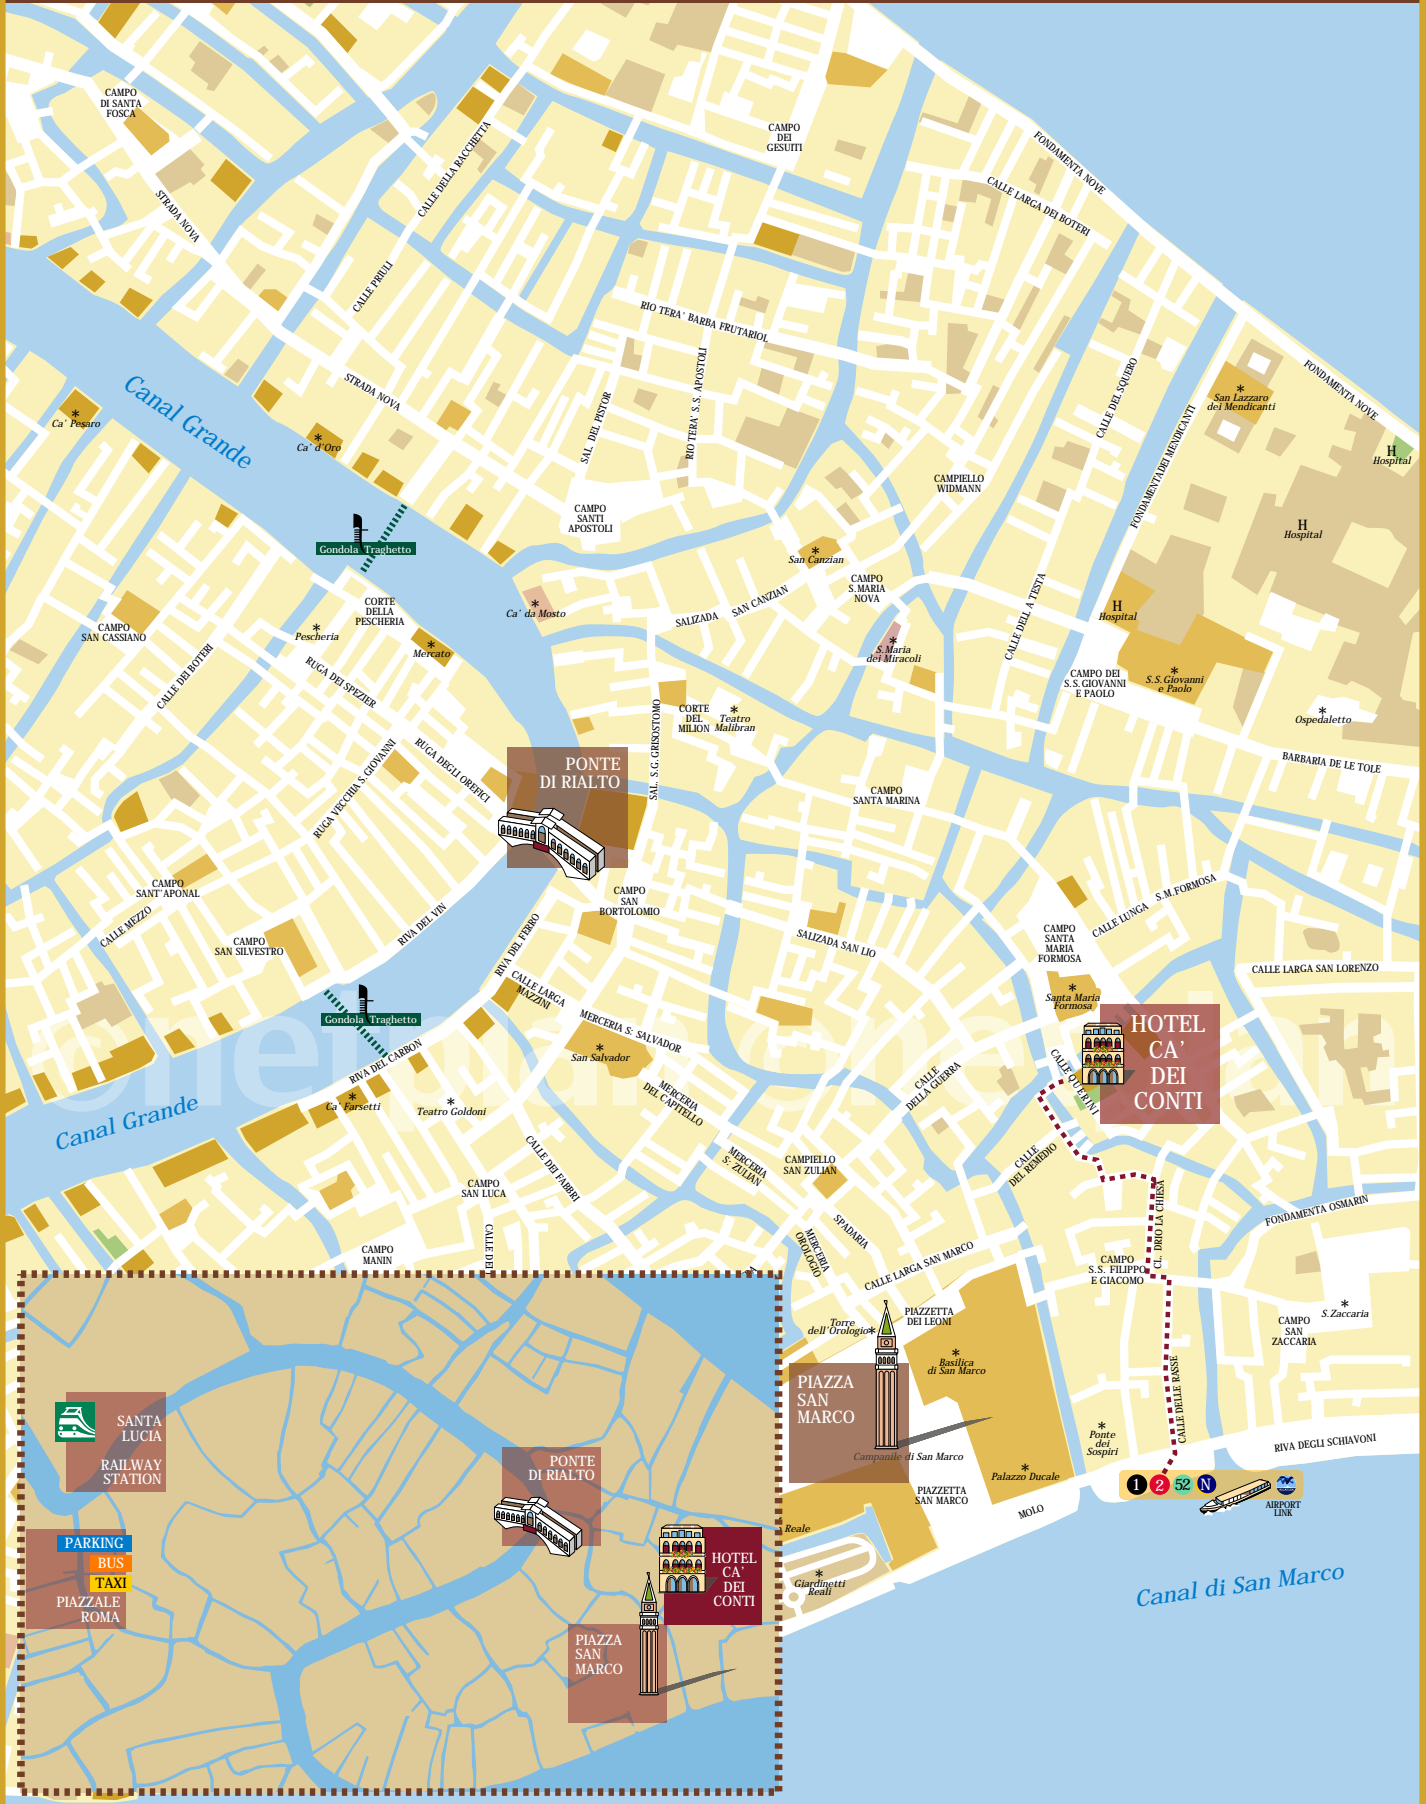 CAMPO
DI SANTA
FOSCA
CALLE DELLA RACCHETTA
CAMPO
DEI
GESUITI
FONDAMENTA NOVE
CALLE LARGA DEI BOTERI
STRADA NOVA
CALLE PRIULI
RIO TERA' BARBA FRUTARIOL
RIO TERA' S.S. APOSTOLI
SAL. DEL PISTOR
STRADA NOVA
Canal Grande
Ca' Pesaro
Ca' d'Oro
CALLE DEL SQUERO
FONDAMENTADEI MENDICANTI
San Lazzaro
dei Mendicanti
FONDAMENTA NOVE
H
Hospital
H
Hospital
H
Hospital
CAMPIELLO
WIDMANN
CAMPO
SANTI
APOSTOLI
Gondola Traghetto
San Canzian
CAMPO
S.MARIA
NOVA
SALIZADA SAN CANZIAN
Ca' da Mosto
CORTE
DELLA
PESCHERIA
Pescheria
Mercato
CAMPO
SAN CASSIANO
CALLE DEI BOTERI
RUGA DEI SPEZIER
S.Maria
dei Miracoli
CALLE DELL A TESTA
CAMPO DEI
S.S.GIOVANNI
E PAOLO
S.S.Giovanni
e Paolo
Ospedaletto
BARBARIA DE LE TOLE
CORTE
DEL
MILION
Teatro
Malibran
SAL. S.G.GRISOSTOMO
RUGA VECCHIA S.GIOVANNI
RUGA DEGLI OREFICI
PONTE
DI RIALTO
CAMPO
SANTA MARINA
CAMPO
SANT'APONAL
CALLE MEZZO
CAMPO
SAN SILVESTRO
RIVA DEL VIN
RIVA DEL FERRO
CAMPO
SAN
BORTOLOMIO
SALIZADA SAN LIO
CAMPO
SANTA
MARIA
FORMOSA
CALLE LUNGA S.M.FORMOSA
CALLE LARGA SAN LORENZO
Santa Maria
Formosa
CALLE LARGA
MAZZINI
MERCERIA S: SALVADOR
San Salvador
Gondola Traghetto
RIVA DEL CARBON
Ca' Farsetti
Teatro Goldoni
Canal Grande
MERCERIA
DEL CAPITELLO
CALLE
DELLA GUERRA
CALLE QUERINI
HOTEL
CA'
DEI
CONTI
CALLE DEI FABBRI
MERCERIA
S: ZULIAN
CAMPIELLO
SAN ZULIAN
CALLE
DEL REMEDIO
CAMPO
SAN LUCA
CAMPO
MANIN
CALLE DEI
SPADARIA
MERCERIA
OROLOGIO
CALLE LARGA SAN MARCO
CL. DRIO LA CHIESA
FONDAMENTA OSMARIN
CAMPO
S.S. FILIPPO
E GIACOMO
PIAZZETTA
DEI LEONI
Torre
dell'Orologio
Basilica
di San Marco
S.Zaccaria
CAMPO
SAN
ZACCARIA
PIAZZA
SAN
MARCO
Campanile di San Marco
CALLE DELLE RASSE
Ponte
dei
Sospiri
RIVA DEGLI SCHIAVONI
Palazzo Ducale
PIAZZETTA
SAN MARCO
MOLO
1 2 52 N
AIRPORT
LINK
Reale
Giardinetti
Reali
Canal di San Marco
SANTA
LUCIA
RAILWAY
STATION
PARKING
BUS
TAXI
PIAZZALE
ROMA
PONTE
DI RIALTO
HOTEL
CA'
DEI
CONTI
PIAZZA
SAN
MARCO